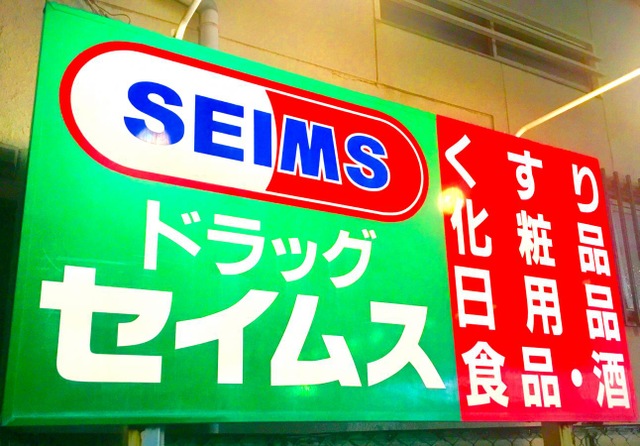 SEIMS
ドラッグ
セイムス
くすり
化粧品
日用品
食品・酒